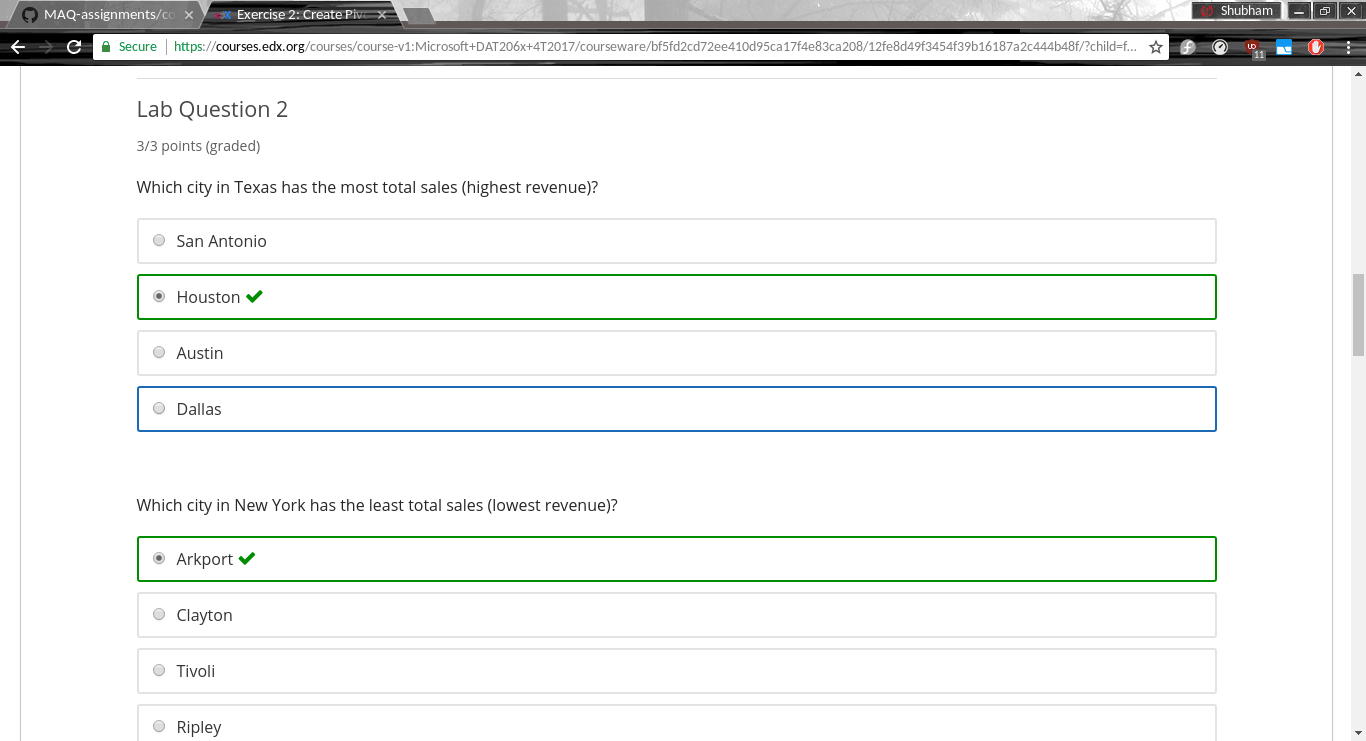 MAQ-assignments/co
Exercise 2: Create Piv
Shubham
Secure
https://courses.edx.org/courses/course-v1:Microsoft+DAT206x+4T2017/courseware/bf5fd2cd72ee410d95ca17f4e83ca208/12fe8d49f3454f39b16187a2c444b48f/?child=f...
11
Lab Question 2
3/3 points (graded)
Which city in Texas has the most total sales (highest revenue)?
San Antonio
Houston
Austin
Dallas
Which city in New York has the least total sales (lowest revenue)?
Arkport
Clayton
Tivoli
Ripley